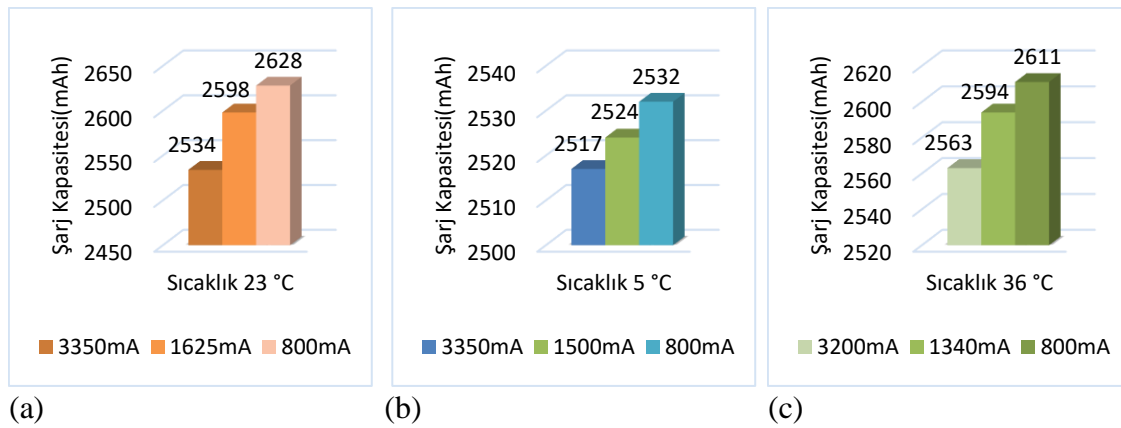 Şarj Kapasitesi(mAh)
2650
2600
2550
2500
2450
2534
2598
2628
Sıcaklık 23 °C
3350mA 1625mA 800mA
(a)
Şarj Kapasitesi(mAh)
2540
2530
2520
2510
2500
2517
2524
2532
Sıcaklık 5 °C
3350mA 1500mA 800mA
(b)
Şarj Kapasitesi(mAh)
2620
2600
2580
2560
2540
2520
2563
2594
2611
Sıcaklık 36 °C
3200mA 1340mA 800mA
(c)